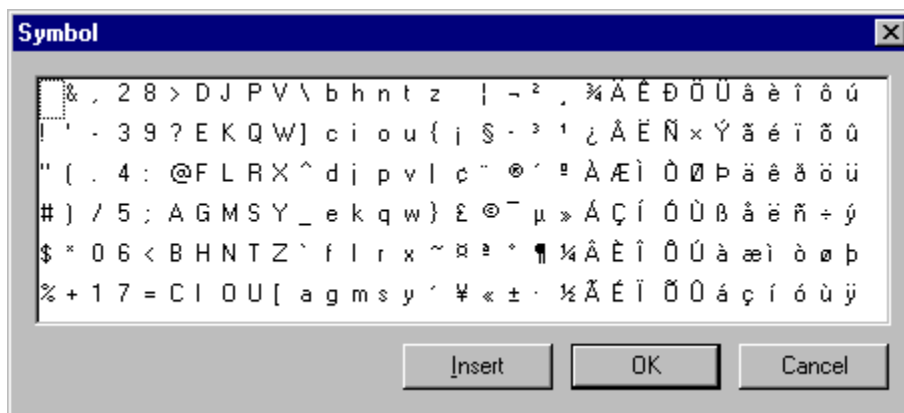 Symbol
& , 2 8 > D J P V \ b h n t z ¦ ¬ ² ¸ ¾ Ä Ê Ð Ö Ü â è î ô ú
! ' - 3 9 ? E K Q W ] c i o u { ¡ § · ³ ¹ ¿ Å Ë Ñ × Ý ã é ï õ û
" ( . 4 : @ F L R X ^ d j p v | ¢ ¨ ® ´ º À Æ Ì Ò Ø Þ ä ê ð ö ü
# ) / 5 ; A G M S Y _ e k q w } £ © ¯ µ » Á Ç Í Ó Ù ß å ë ñ ÷ ý
$ * 0 6 < B H N T Z ` f l r x ~ ¤ ª ° ¶ ¼ Â È Î Ô Ú à æ ì ò ø þ
% + 1 7 = C I O U [ a g m s y ´ ¥ « ± · ½ Ã É Ï Õ Û á ç í ó ù ÿ
Insert OK Cancel